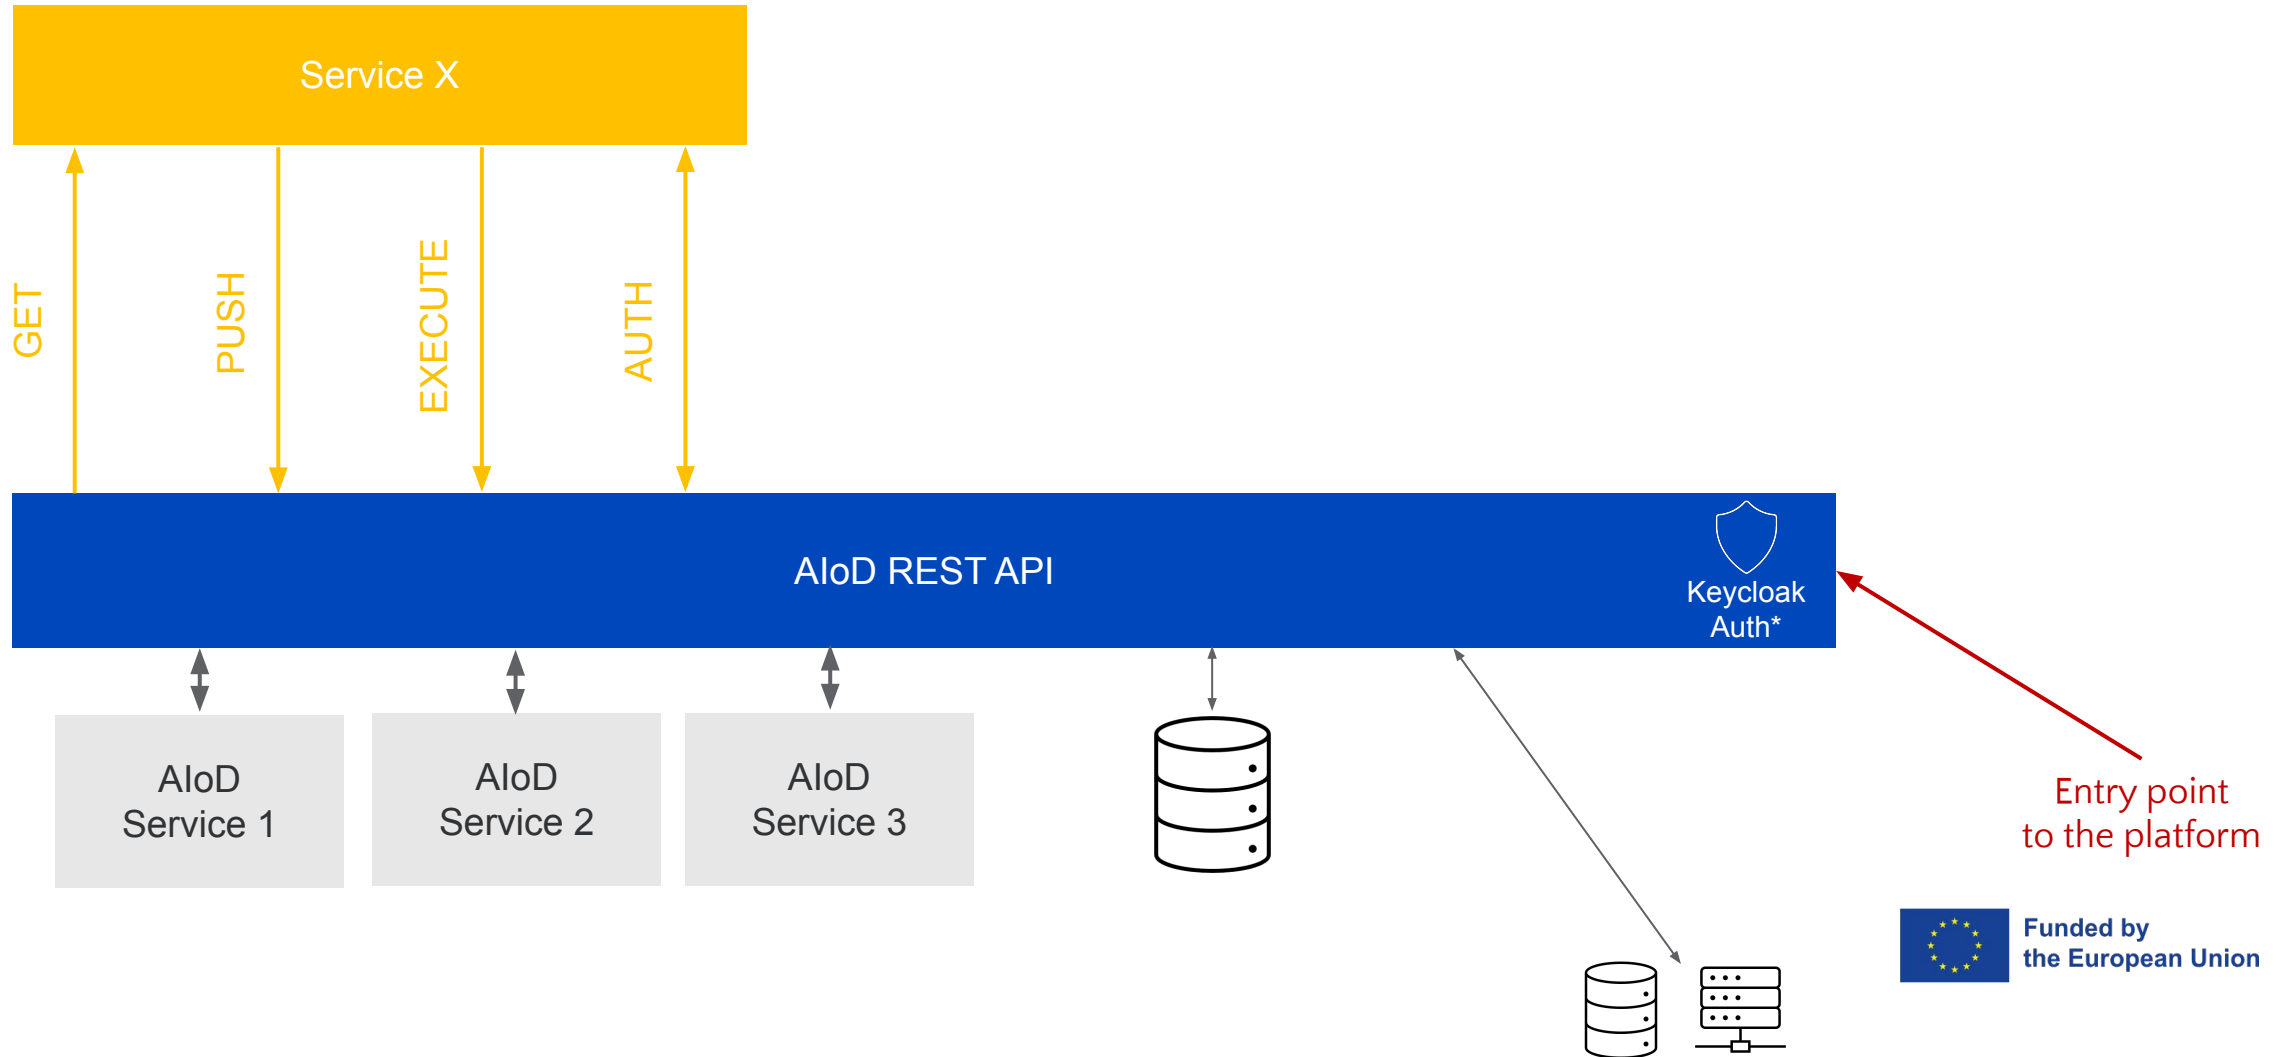 Service X
GET
PUSH
EXECUTE
AUTH
AIoD REST API
Keycloak
Auth*
AIoD
Service 1
AIoD
Service 2
AIoD
Service 3
Entry point
to the platform
Funded by
the European Union